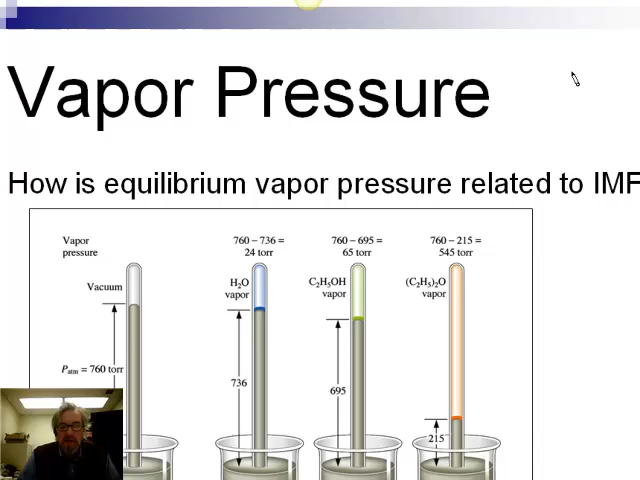 Vapor Pressure
How is equilibrium vapor pressure related to IMF
Vapor
pressure
760 – 736 =
24 torr
760 – 695 =
65 torr
760 – 215 =
545 torr
Vacuum
H₂O
vapor
C₂H₅OH
vapor
(C₂H₅)₂O
vapor
Pₐₜₘ = 760 torr
736
695
215